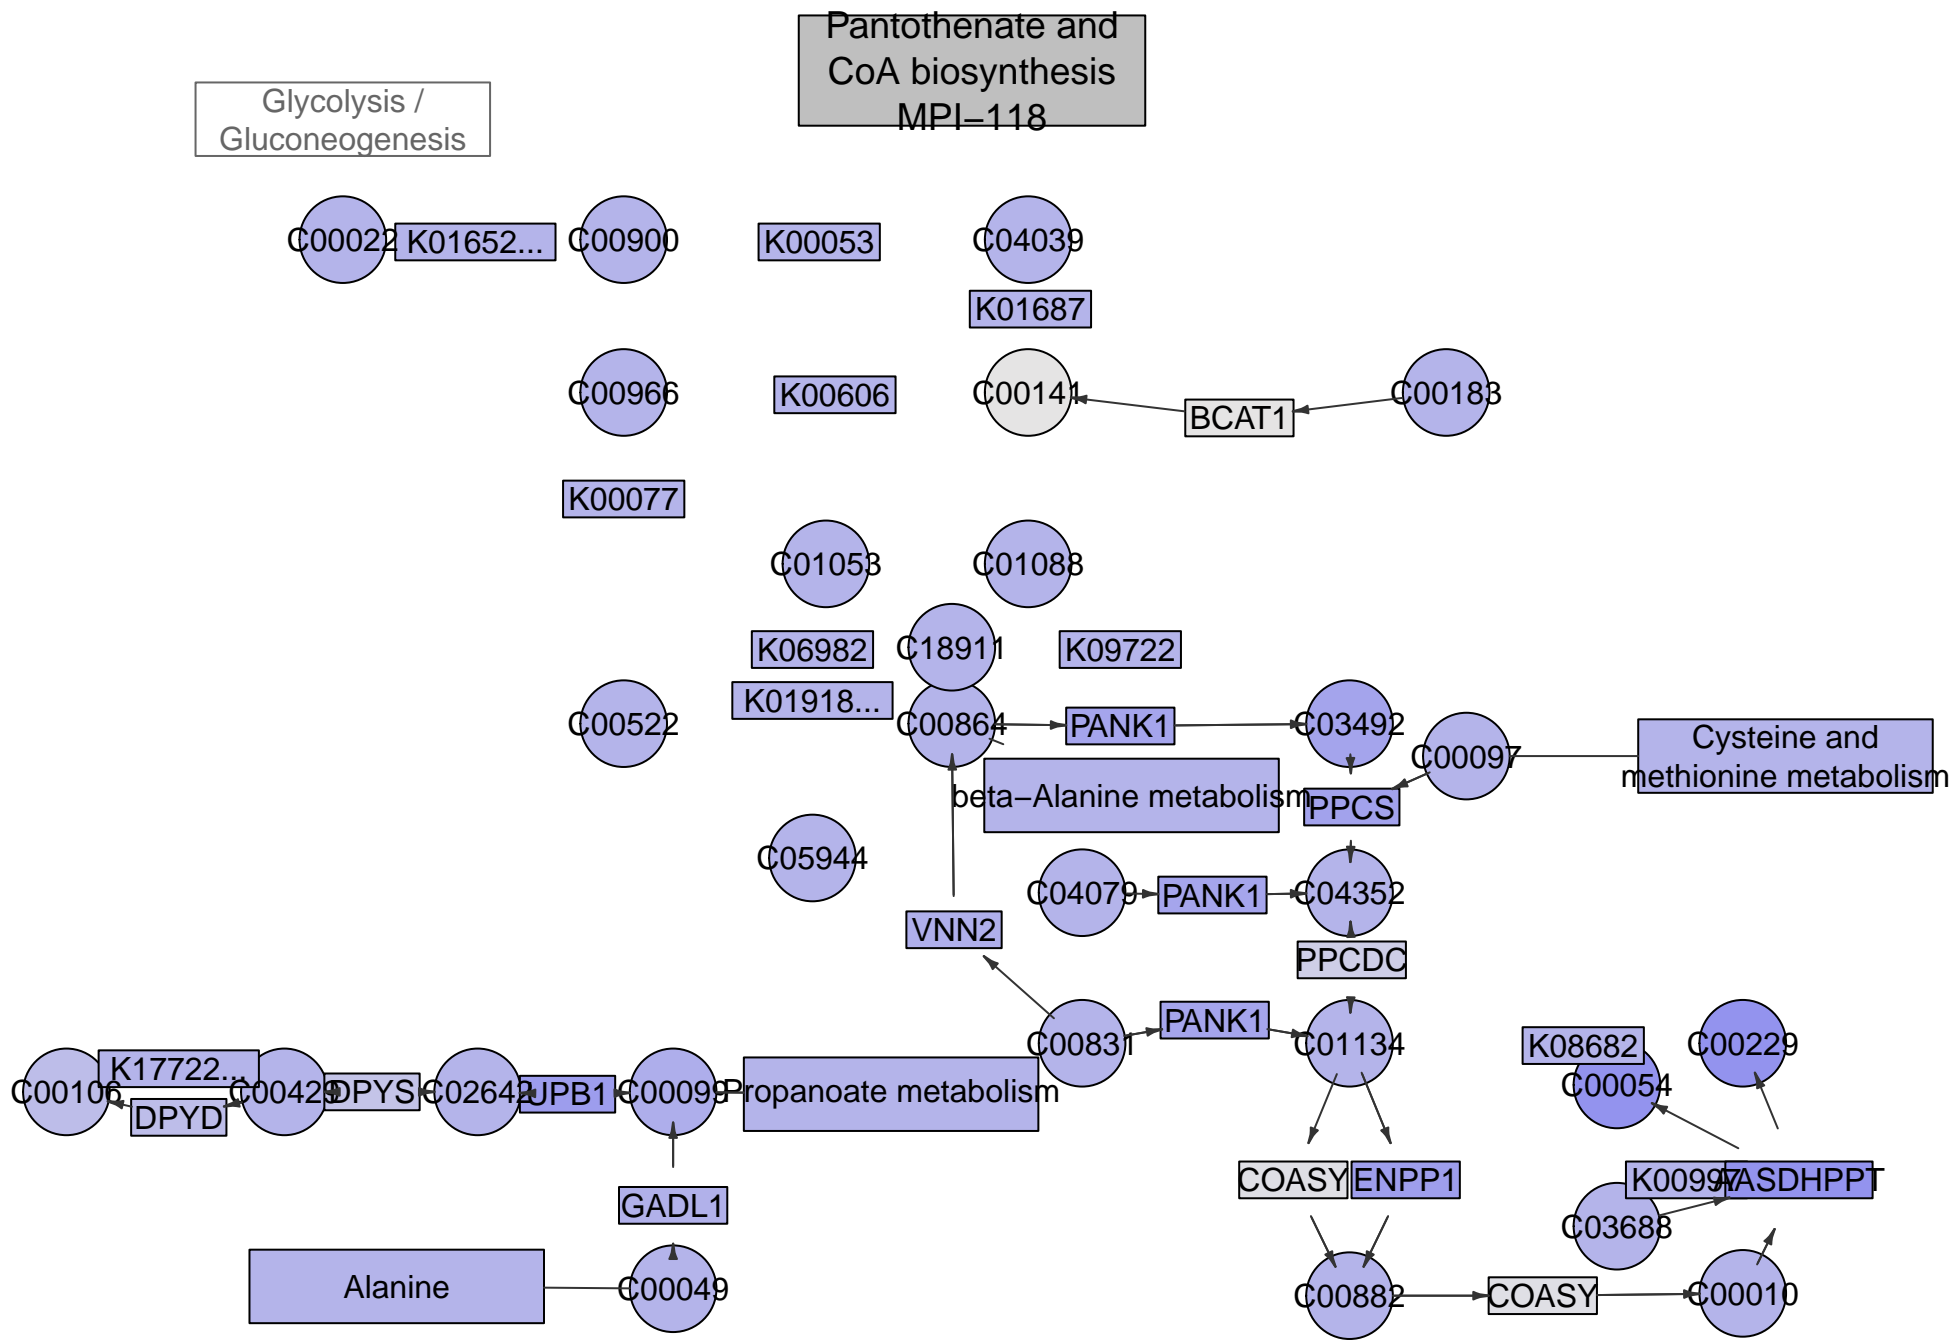 Pantothenate and
CoA biosynthesis
MPI−118
Glycolysis /
Gluconeogenesis
C00022
K01652...
C00900
K00053
C04039
K01687
C00966
K00606
C00141
BCAT1
C00183
K00077
C01053
C01088
K06982
C18911
K09722
K01918...
C00522
C00864
PANK1
C03492
C00097
Cysteine and
methionine metabolism
beta−Alanine metabolism
PPCS
C05944
C04079
PANK1
C04352
VNN2
PPCDC
C00831
PANK1
C01134
K08682
C00229
C00054
K17722...
C00106
DPYD
C00429
DPYS
C02642
UPB1
C00099
Propanoate metabolism
COASY
ENPP1
K00997
AASDHPPT
GADL1
C03688
Alanine
C00049
C00882
COASY
C00010